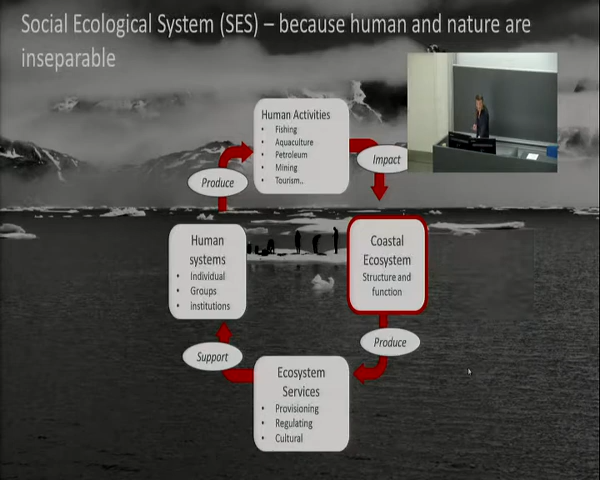 Social Ecological System (SES) – because human and nature are
inseparable
Human Activities
• Fishing
• Aquaculture
• Petroleum
• Mining
• Tourism..
Impact
Produce
Human
systems
• Individual
• Groups
• institutions
Coastal
Ecosystem
Structure and
function
Produce
Support
Ecosystem
Services
• Provisioning
• Regulating
• Cultural